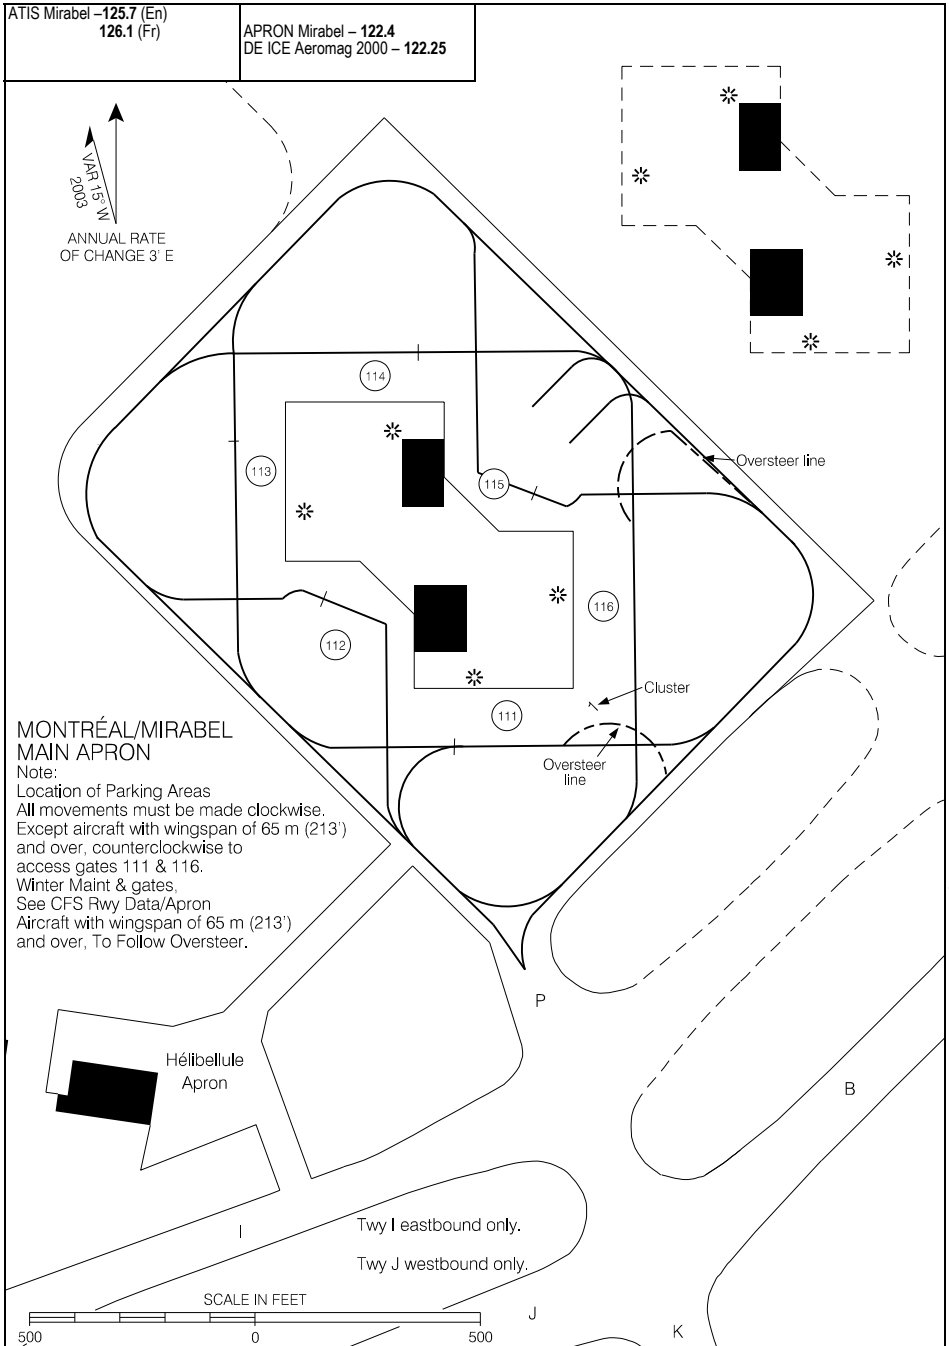 ATIS Mirabel –125.7 (En)
126.1 (Fr)
APRON Mirabel – 122.4
DE ICE Aeromag 2000 – 122.25
VAR 15° W
2003
ANNUAL RATE
OF CHANGE 3' E
114
113
115
Oversteer line
116
112
Cluster
111
Oversteer
line
MONTRÉAL/MIRABEL
MAIN APRON
Note:
Location of Parking Areas
All movements must be made clockwise.
Except aircraft with wingspan of 65 m (213')
and over, counterclockwise to
access gates 111 & 116.
Winter Maint & gates,
See CFS Rwy Data/Apron
Aircraft with wingspan of 65 m (213')
and over, To Follow Oversteer.
P
Hélibellule
Apron
B
I
Twy I eastbound only.
Twy J westbound only.
SCALE IN FEET
500
0
500
J
K